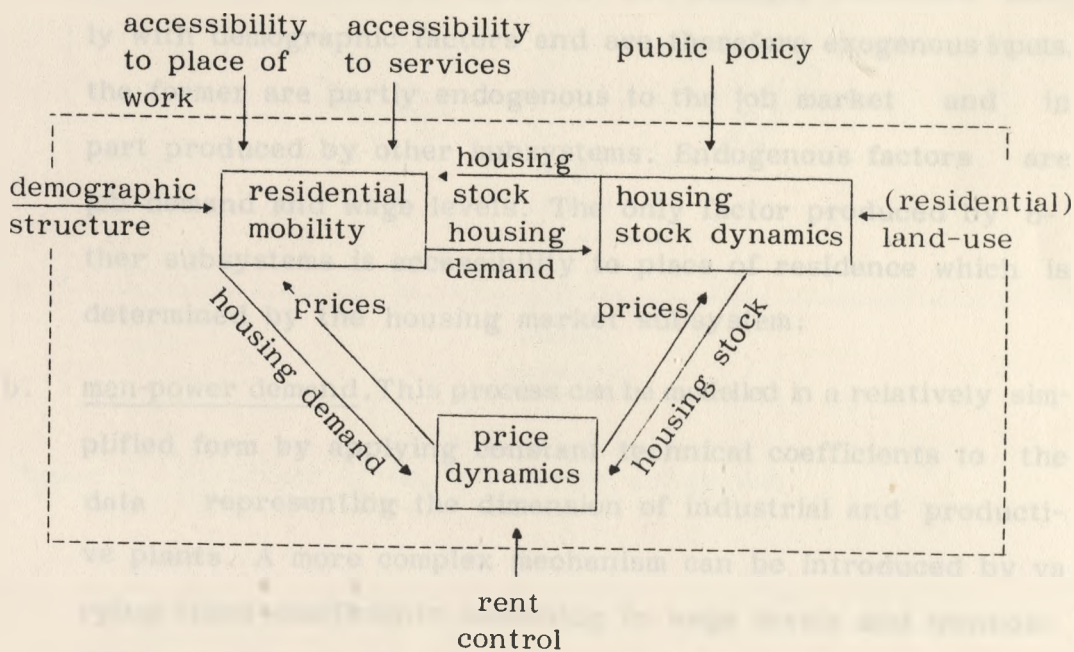 accessibility
to place of
work
accessibility
to services
public policy
demographic
structure
residential
mobility
housing
stock
housing
demand
housing
stock dynamics
(residential)
land-use
prices
housing demand
prices
housing stock
price
dynamics
rent
control
ly with demographic factors and are therefore exogenous inputs,
the former are partly endogenous to the job market and in
part produced by other subsystems. Endogenous factors are
demand and wage levels. The only factor produced by o-
ther subsystems is accessibility to place of residence which is
determined by the housing market subsystem.
b. men-power demand. This process can be modelled in a relatively sim-
plified form by applying constant technical coefficients to the
data representing the dimension of industrial and producti-
ve plants. A more complex mechanism can be introduced by va
rying these coefficients according to wage levels and